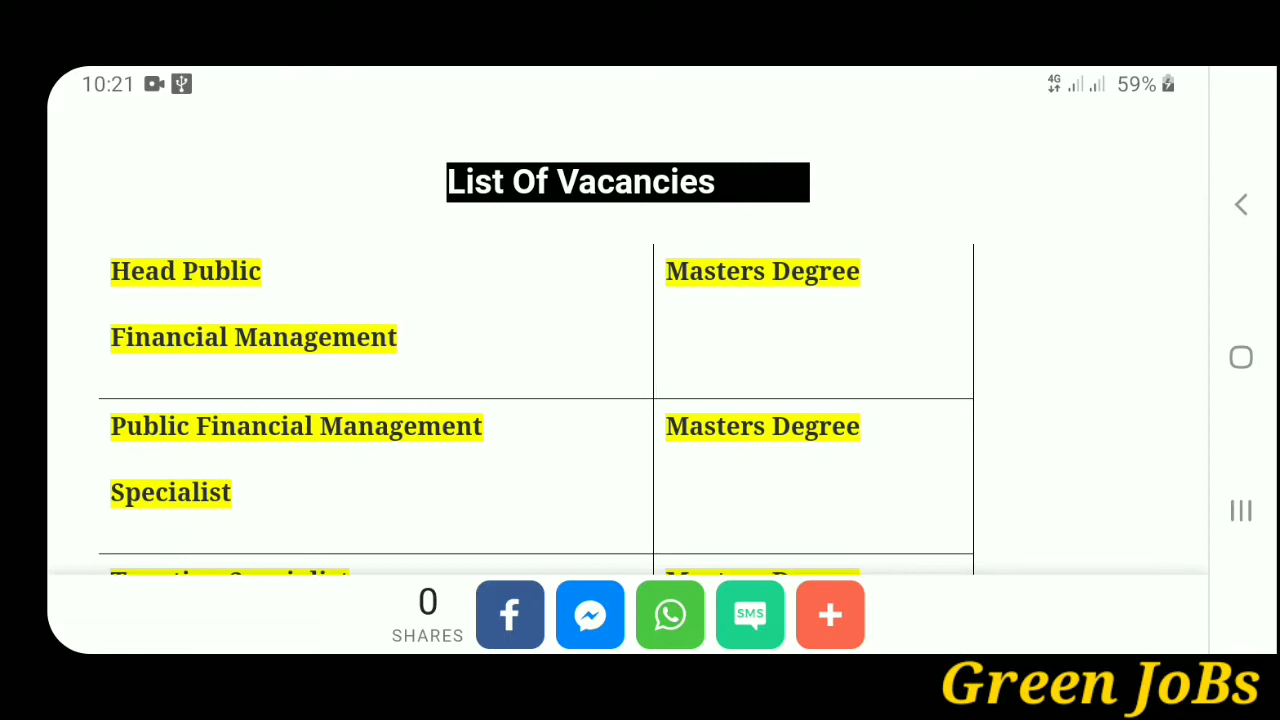 10:21
4G 59%
List Of Vacancies
Head Public
Masters Degree
Financial Management
Public Financial Management
Masters Degree
Specialist
0
SHARES
SMS
Green JoBs